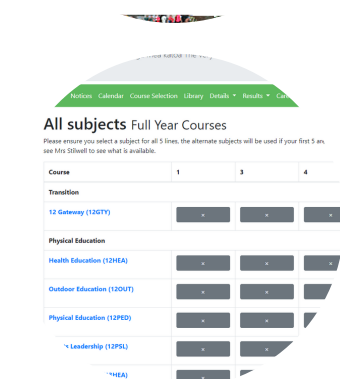 Notices Calendar Course Selection Library Details Results
All subjects Full Year Courses
Please ensure you select a subject for all 5 lines, the alternate subjects will be used if your first 5 are
see Mrs Stilwell to see what is available.
Course 1 3 4
Transition
12 Gateway (12GTY) × × ×
Physical Education
Health Education (12HEA) × × ×
Outdoor Education (12OUT) × ×
Physical Education (12PED) × ×
Leadership (12PSL) × ×
×